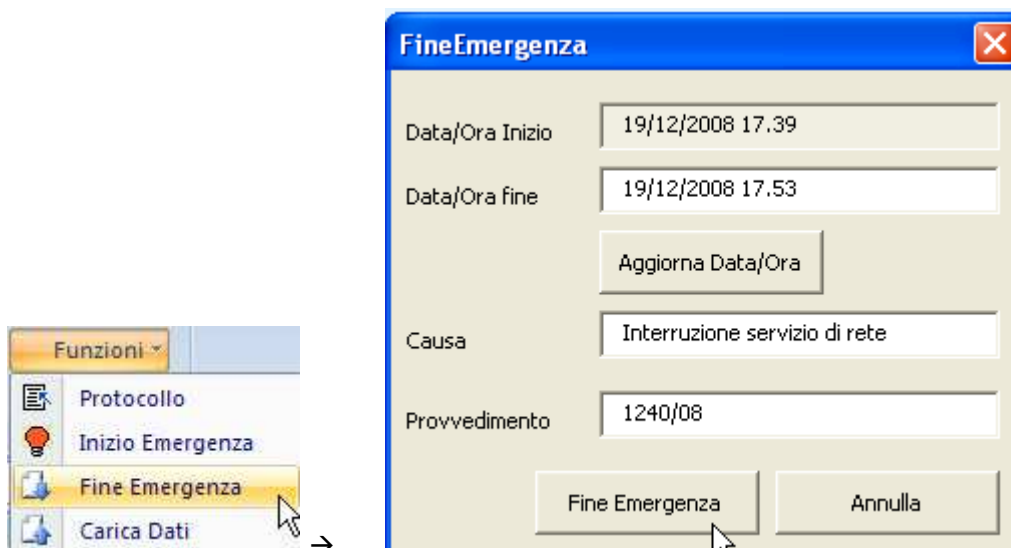 Funzioni
Protocollo
Inizio Emergenza
Fine Emergenza
Carica Dati
→
FineEmergenza
Data/Ora Inizio 19/12/2008 17.39
Data/Ora fine 19/12/2008 17.53
Aggiorna Data/Ora
Causa Interruzione servizio di rete
Provvedimento 1240/08
Fine Emergenza Annulla